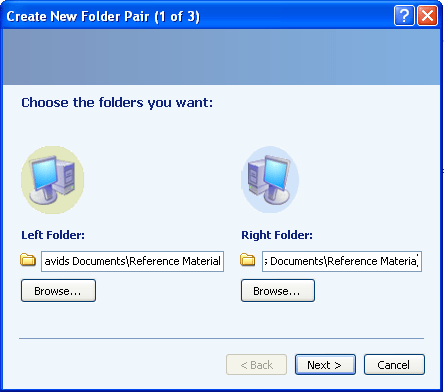 Create New Folder Pair (1 of 3)
Choose the folders you want:
Left Folder:
Right Folder:
avids Documents\Reference Material
s Documents\Reference Materia
Browse...
Browse...
< Back
Next >
Cancel